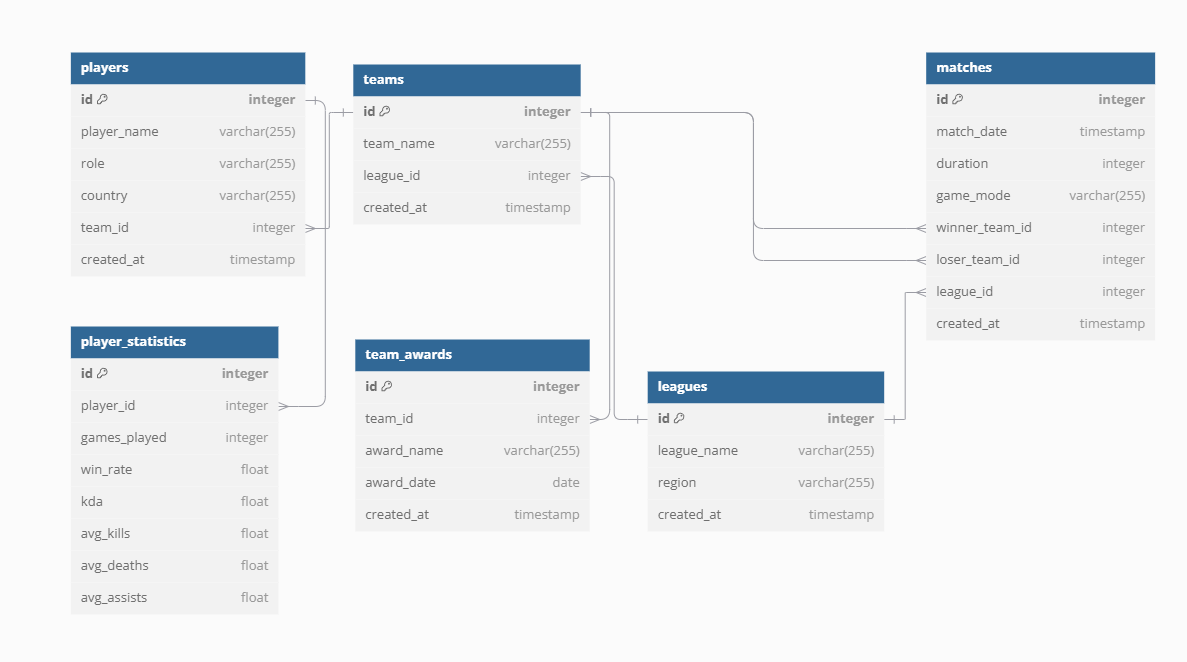 players
id integer
player_name varchar(255)
role varchar(255)
country varchar(255)
team_id integer
created_at timestamp
teams
id integer
team_name varchar(255)
league_id integer
created_at timestamp
matches
id integer
match_date timestamp
duration integer
game_mode varchar(255)
winner_team_id integer
loser_team_id integer
league_id integer
created_at timestamp
player_statistics
id integer
player_id integer
games_played integer
win_rate float
kda float
avg_kills float
avg_deaths float
avg_assists float
team_awards
id integer
team_id integer
award_name varchar(255)
award_date date
created_at timestamp
leagues
id integer
league_name varchar(255)
region varchar(255)
created_at timestamp